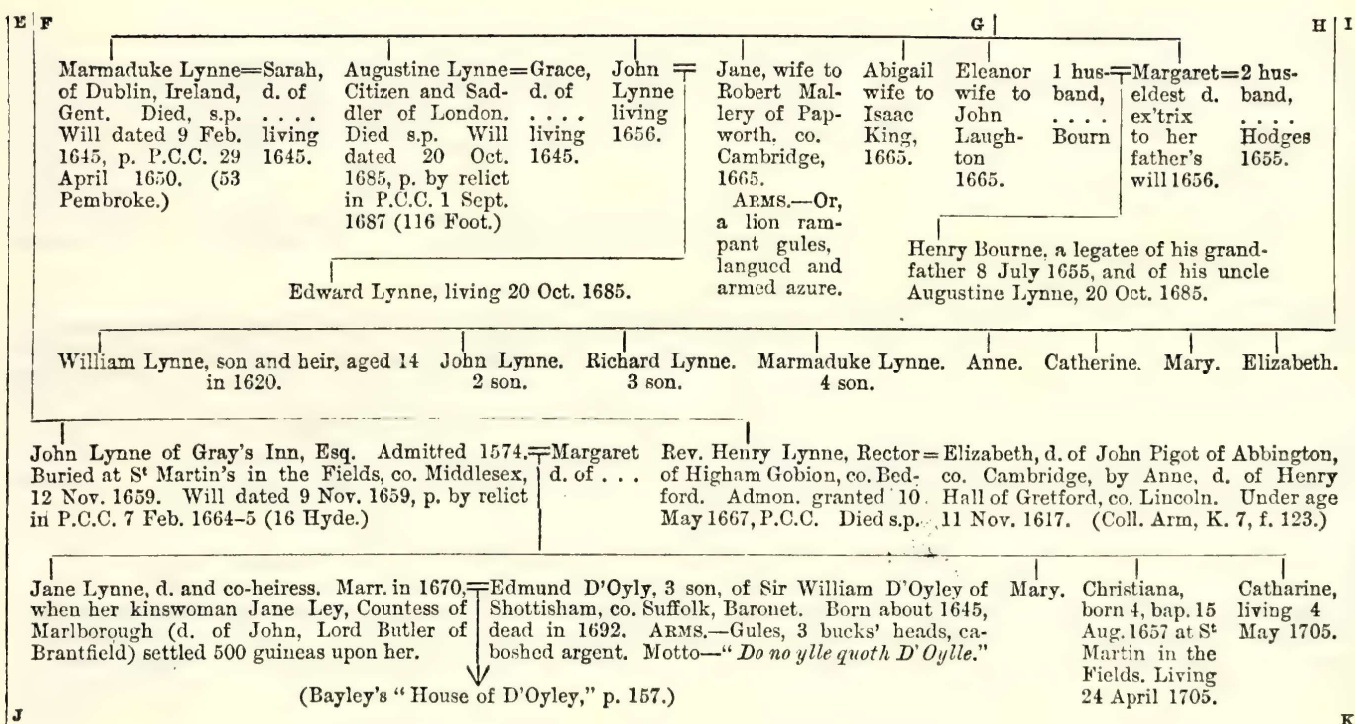 E F G H I
Marmaduke Lynne=Sarah,
of Dublin, Ireland, d. of
Gent. Died, s.p. . . . .
Will dated 9 Feb. living
1645, p. P.C.C. 29 1645.
April 1650. (53
Pembroke.)
Augustine Lynne=Grace,
Citizen and Sad- d. of
dler of London. . . . .
Died s.p. Will living
dated 20 Oct. 1645.
1685, p. by relict
in P.C.C. 1 Sept.
1687 (116 Foot.)
John
Lynne
living
1656.
Jane, wife to
Robert Mal-
lery of Pap-
worth, co.
Cambridge,
1665.
ARMS.—Or,
a lion ram-
pant gules,
langued and
armed azure.
Abigail
wife to
Isaac
King,
1665.
Eleanor
wife to
John
Laugh-
ton
1665.
1 hus-
band,
. . . .
Bourn
Margaret=
eldest d.
ex'trix
to her
father's
will 1656.
2 hus-
band,
. . . .
Hodges
1655.
Edward Lynne, living 20 Oct. 1685.
Henry Bourne, a legatee of his grand-
father 8 July 1655, and of his uncle
Augustine Lynne, 20 Oct. 1685.
William Lynne, son and heir, aged 14
in 1620.
John Lynne.
2 son.
Richard Lynne.
3 son.
Marmaduke Lynne.
4 son.
Anne. Catherine. Mary. Elizabeth.
John Lynne of Gray's Inn, Esq. Admitted 1574.=Margaret
Buried at St Martin's in the Fields, co. Middlesex, d. of . . .
12 Nov. 1659. Will dated 9 Nov. 1659, p. by relict
in P.C.C. 7 Feb. 1664–5 (16 Hyde.)
Rev. Henry Lynne, Rector=Elizabeth, d. of John Pigot of Abbington,
of Higham Gobion, co. Bed- co. Cambridge, by Anne, d. of Henry
ford. Admon. granted 10 Hall of Gretford, co. Lincoln. Under age
May 1667, P.C.C. Died s.p. 11 Nov. 1617. (Coll. Arm, K. 7, f. 123.)
Jane Lynne, d. and co-heiress. Marr. in 1670,=Edmund D'Oyly, 3 son, of Sir William D'Oyley of
when her kinswoman Jane Ley, Countess of Shottisham, co. Suffolk, Baronet. Born about 1645,
Marlborough (d. of John, Lord Butler of dead in 1692. ARMS.—Gules, 3 bucks' heads, ca-
Brantfield) settled 500 guineas upon her. boshed argent. Motto—"Do no ylle quoth D'Oylle."
(Bayley's "House of D'Oyley," p. 157.)
Mary.
Christiana,
born 4, bap. 15
Aug. 1657 at St
Martin in the
Fields. Living
24 April 1705.
Catharine,
living 4
May 1705.
J K